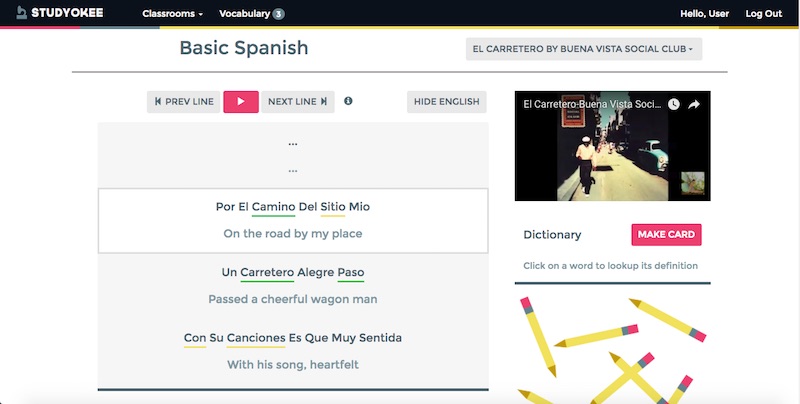 STUDYOKEE
Classrooms
Vocabulary 3
Hello, User
Log Out
Basic Spanish
EL CARRETERO BY BUENA VISTA SOCIAL CLUB
PREV LINE
NEXT LINE
HIDE ENGLISH
...
...
Por El Camino Del Sitio Mio
On the road by my place
Un Carretero Alegre Paso
Passed a cheerful wagon man
Con Su Canciones Es Que Muy Sentida
With his song, heartfelt
El Carretero-Buena Vista Soci...
Dictionary
MAKE CARD
Click on a word to lookup its definition